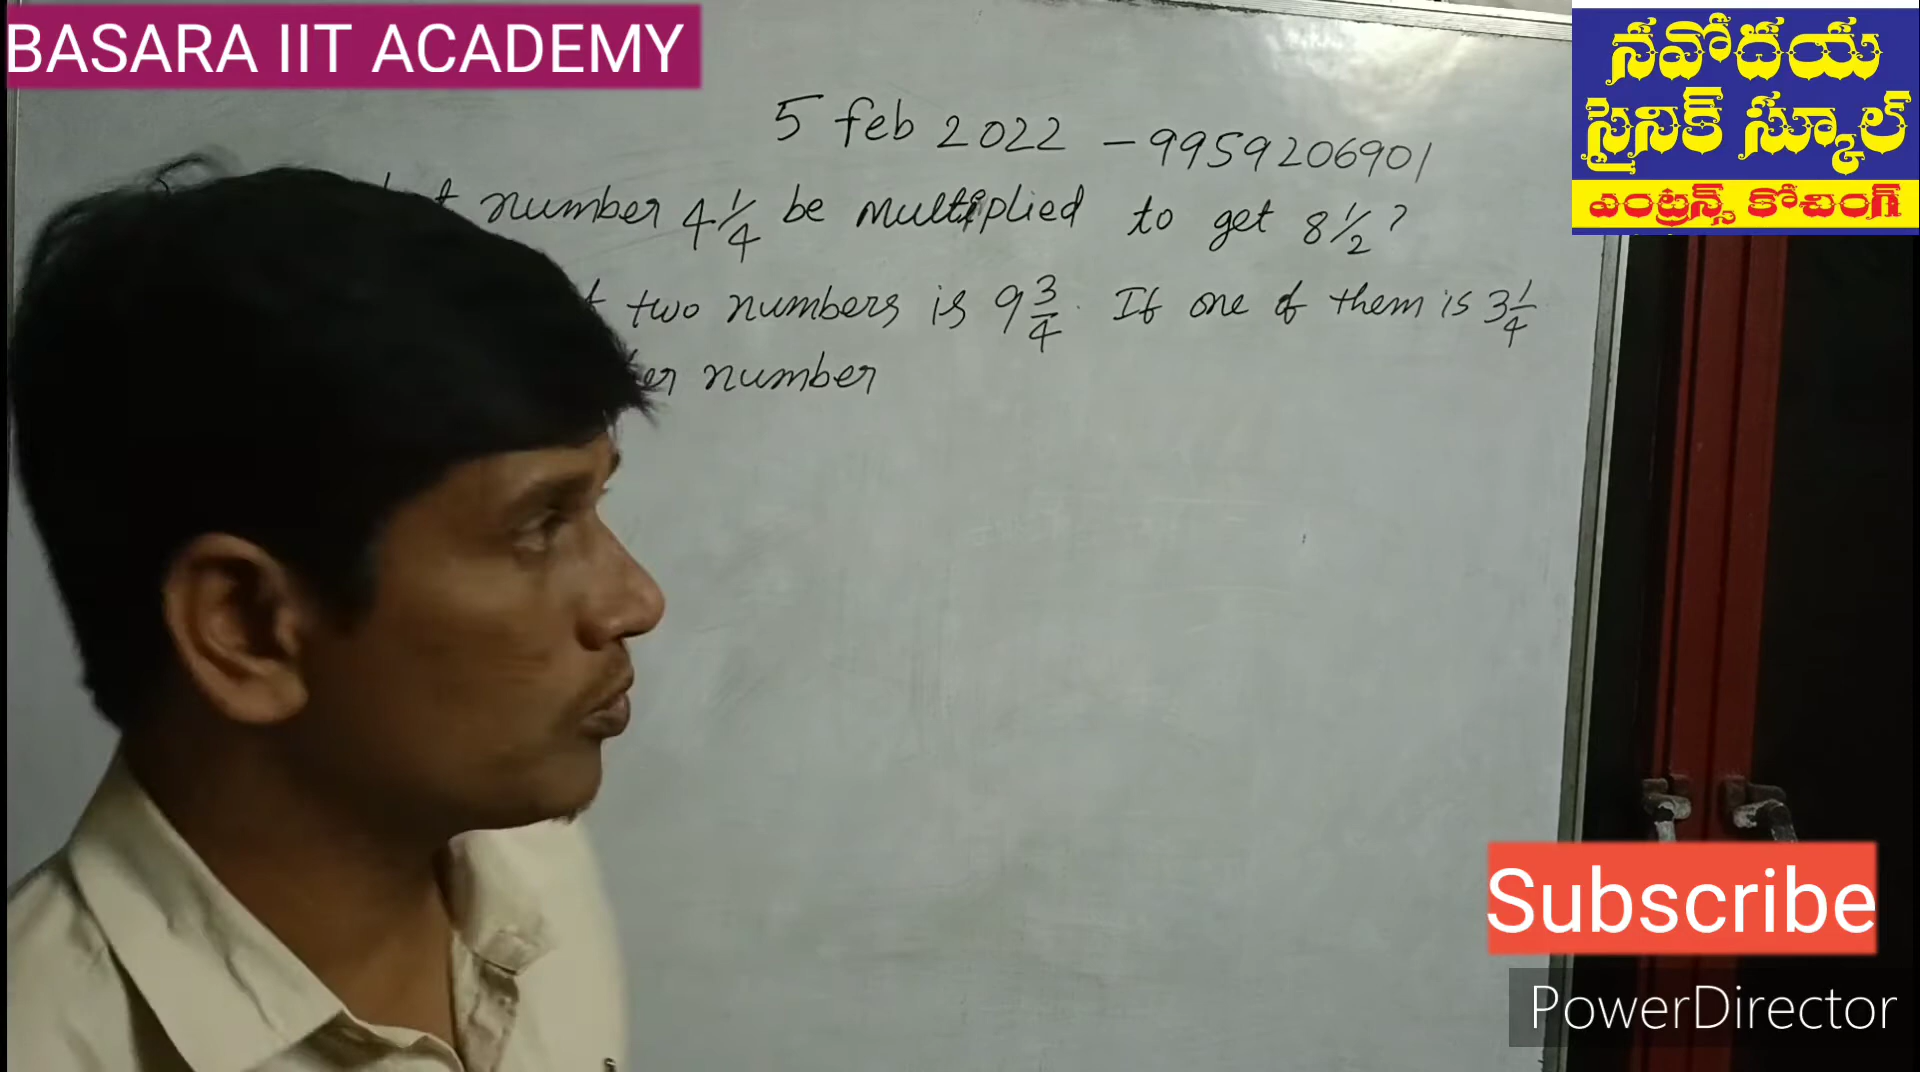 BASARA IIT ACADEMY
నవోదయ
సైనిక్ స్కూల్
ఎంట్రన్స్ కోచింగ్
5 feb 2022 - 9959206901
number 4 1/4 be multiplied to get 8 1/2 ?
two numbers is 9 3/4. If one of them is 3 1/4
number
Subscribe
PowerDirector